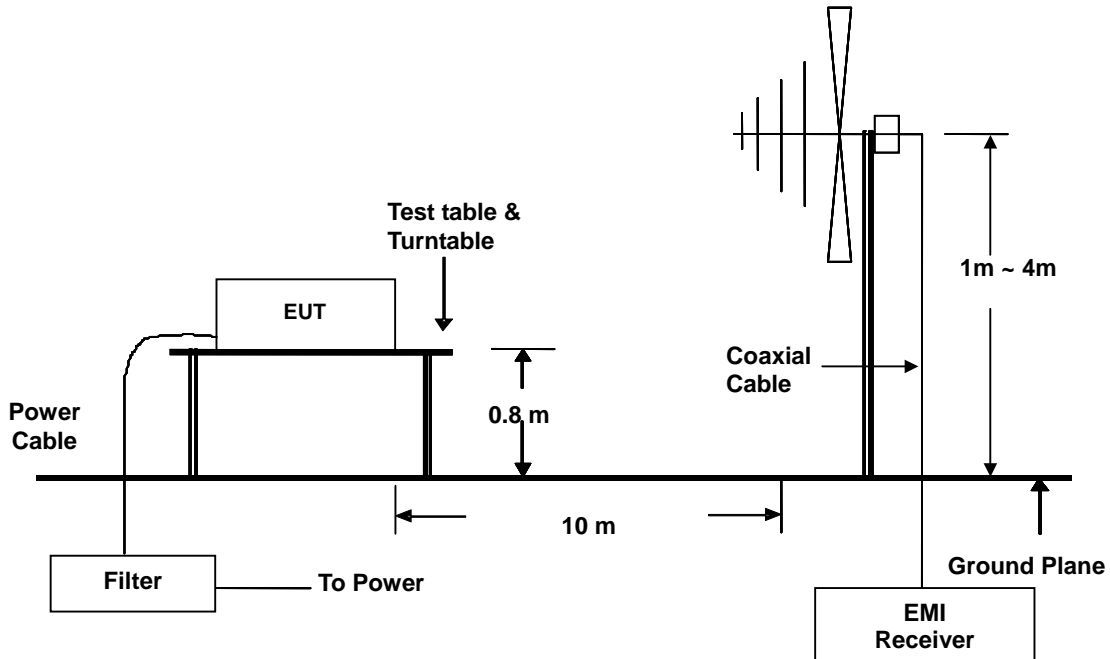 Test table &
Turntable
EUT
1m ~ 4m
Coaxial
Cable
0.8 m
Power
Cable
10 m
Ground Plane
Filter
To Power
EMI
Receiver